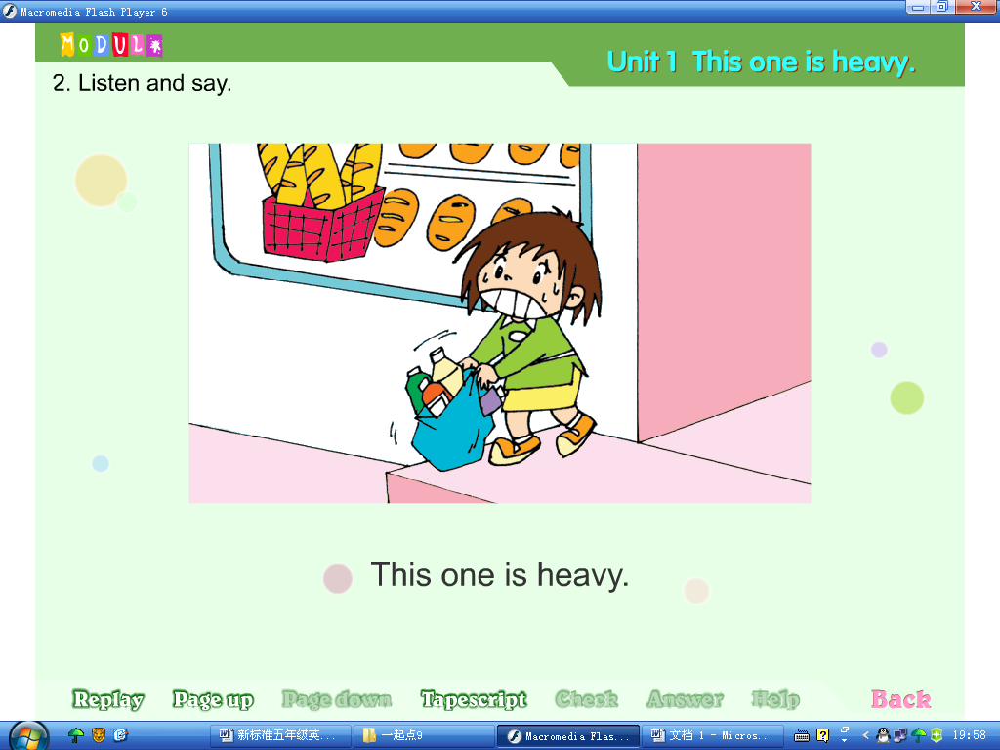 Macromedia Flash Player 6
MODUL
Unit 1 This one is heavy.
2. Listen and say.
This one is heavy.
Replay Page up Page down Tapescript Check Answer Help Back
新标准五年级英... 一起点9 Macromedia Flas... 文档 1 - Micros... 19:58